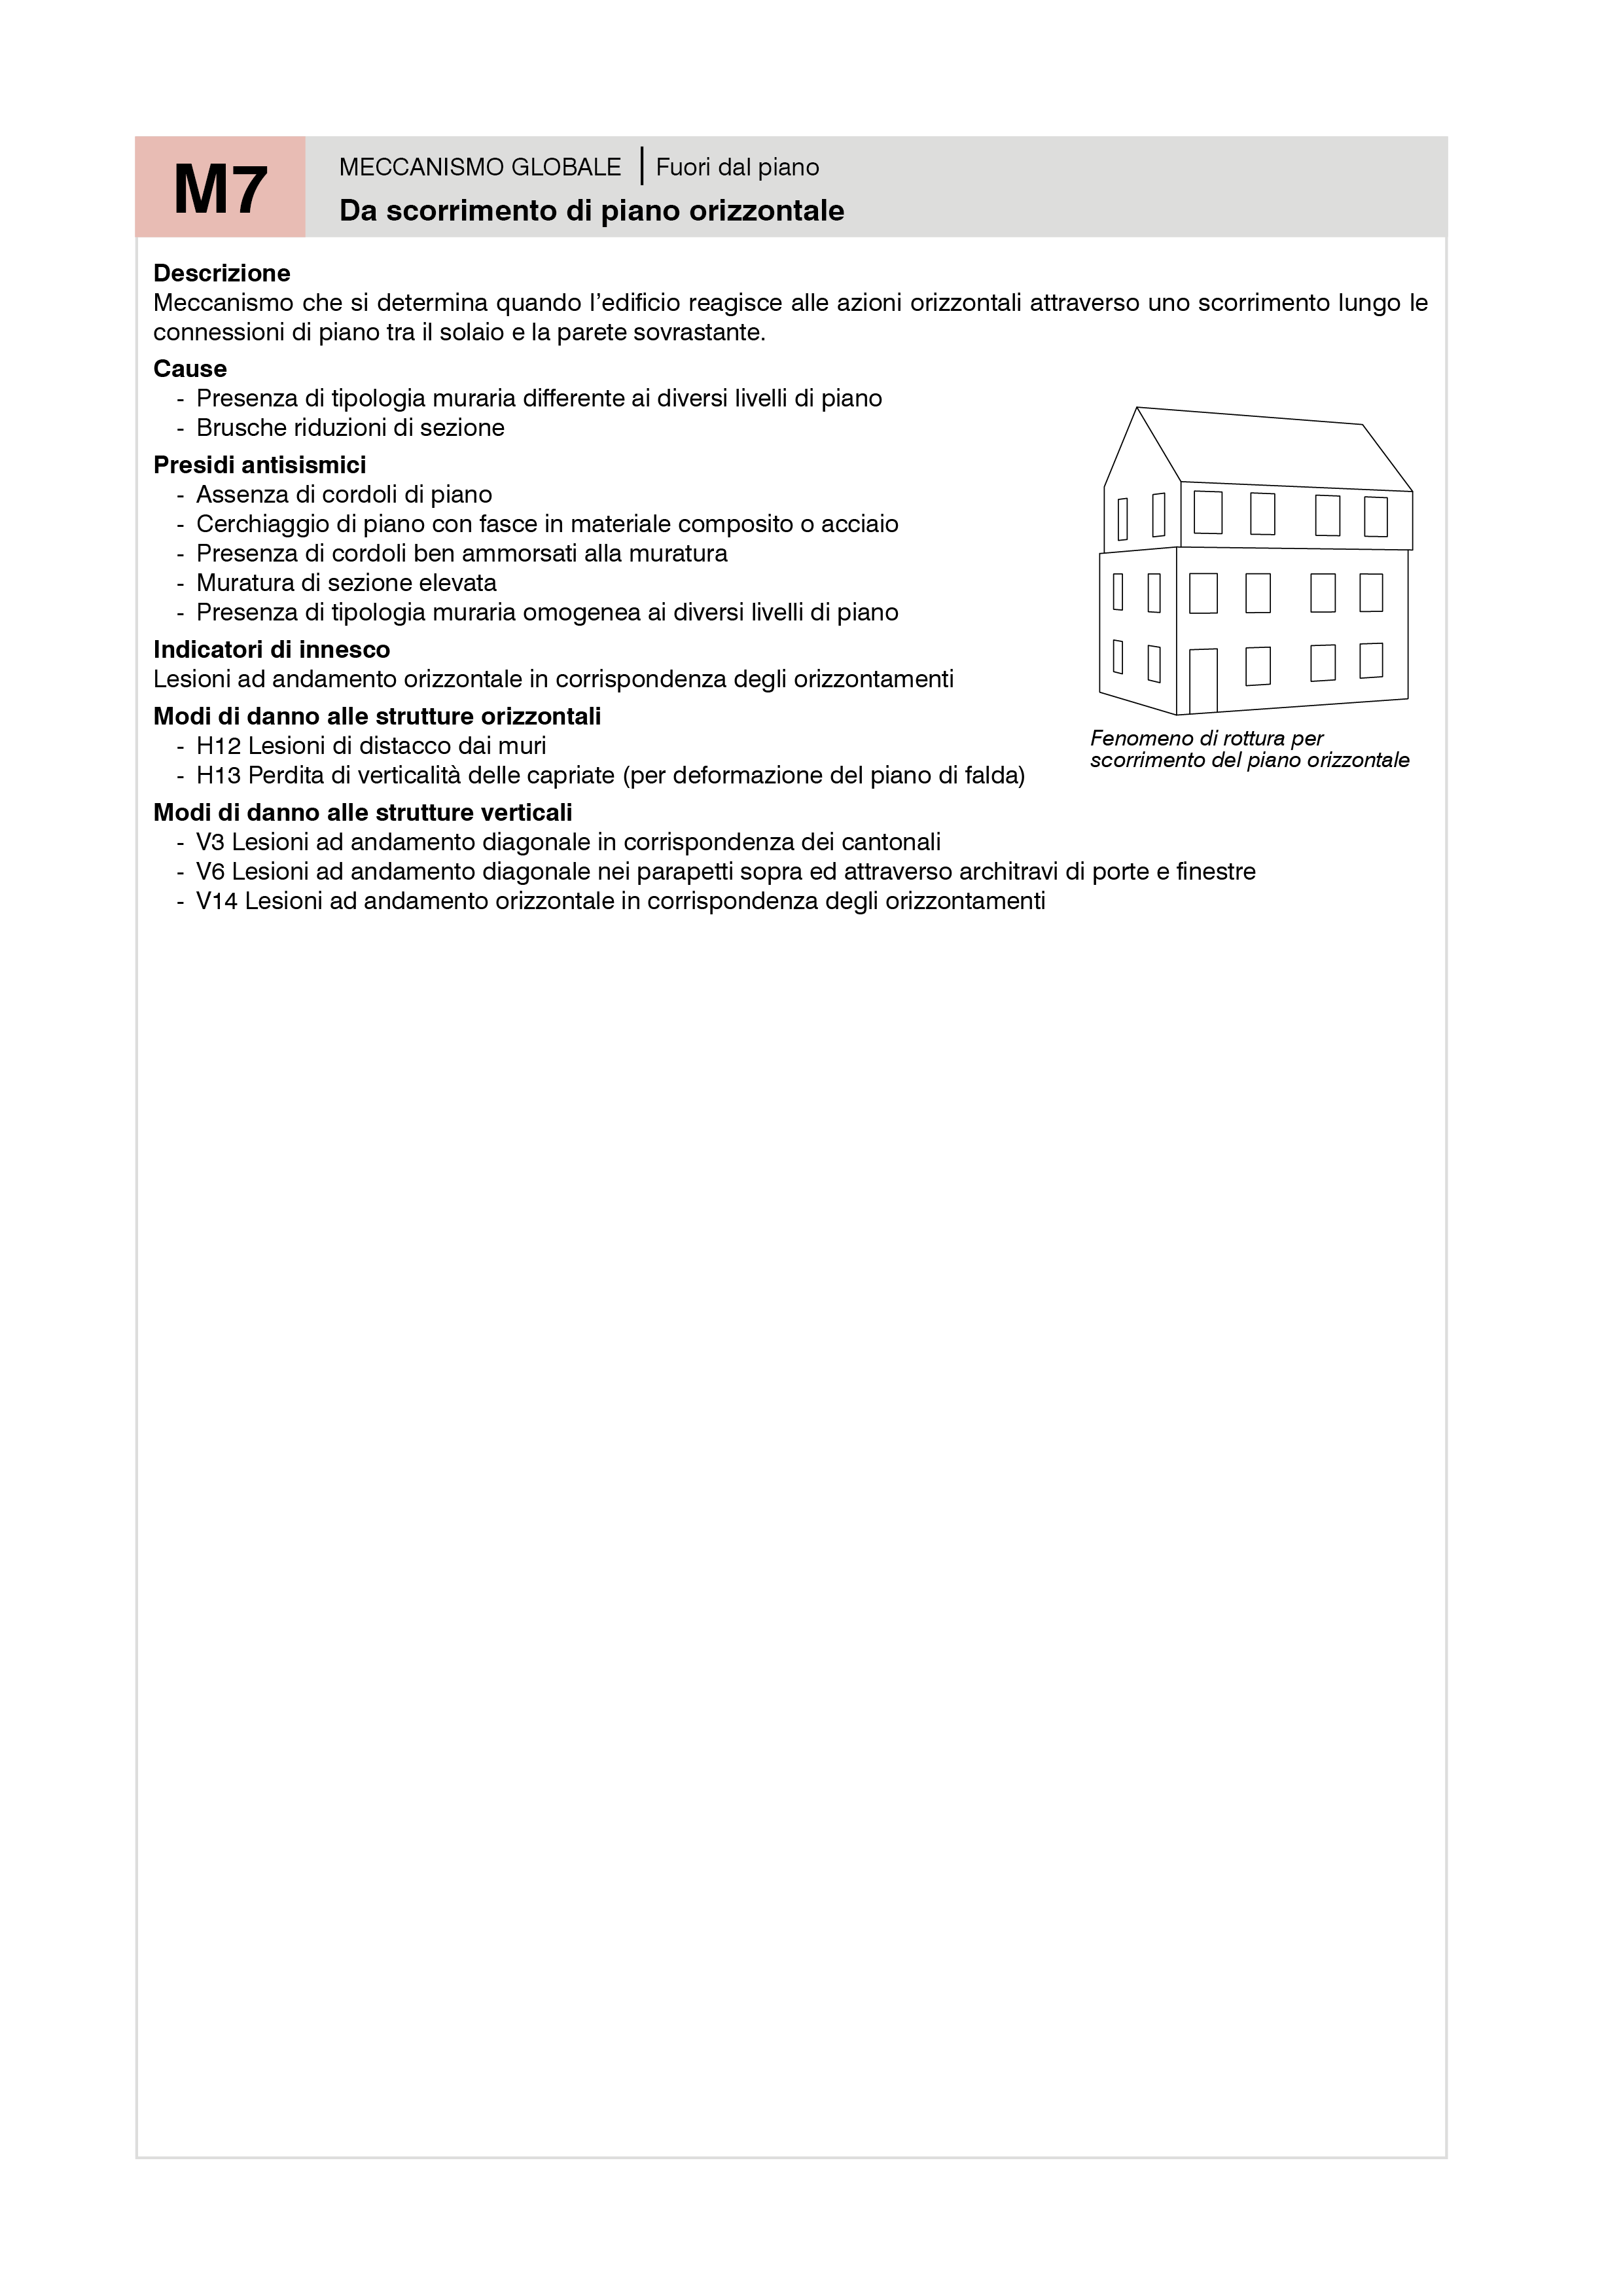 M7
MECCANISMO GLOBALE | Fuori dal piano
Da scorrimento di piano orizzontale
Descrizione
Meccanismo che si determina quando l’edificio reagisce alle azioni orizzontali attraverso uno scorrimento lungo le
connessioni di piano tra il solaio e la parete sovrastante.
Cause
- Presenza di tipologia muraria differente ai diversi livelli di piano
- Brusche riduzioni di sezione
Presidi antisismici
- Assenza di cordoli di piano
- Cerchiaggio di piano con fasce in materiale composito o acciaio
- Presenza di cordoli ben ammorsati alla muratura
- Muratura di sezione elevata
- Presenza di tipologia muraria omogenea ai diversi livelli di piano
Indicatori di innesco
Lesioni ad andamento orizzontale in corrispondenza degli orizzontamenti
Modi di danno alle strutture orizzontali
- H12 Lesioni di distacco dai muri
- H13 Perdita di verticalità delle capriate (per deformazione del piano di falda)
Fenomeno di rottura per
scorrimento del piano orizzontale
Modi di danno alle strutture verticali
- V3 Lesioni ad andamento diagonale in corrispondenza dei cantonali
- V6 Lesioni ad andamento diagonale nei parapetti sopra ed attraverso architravi di porte e finestre
- V14 Lesioni ad andamento orizzontale in corrispondenza degli orizzontamenti